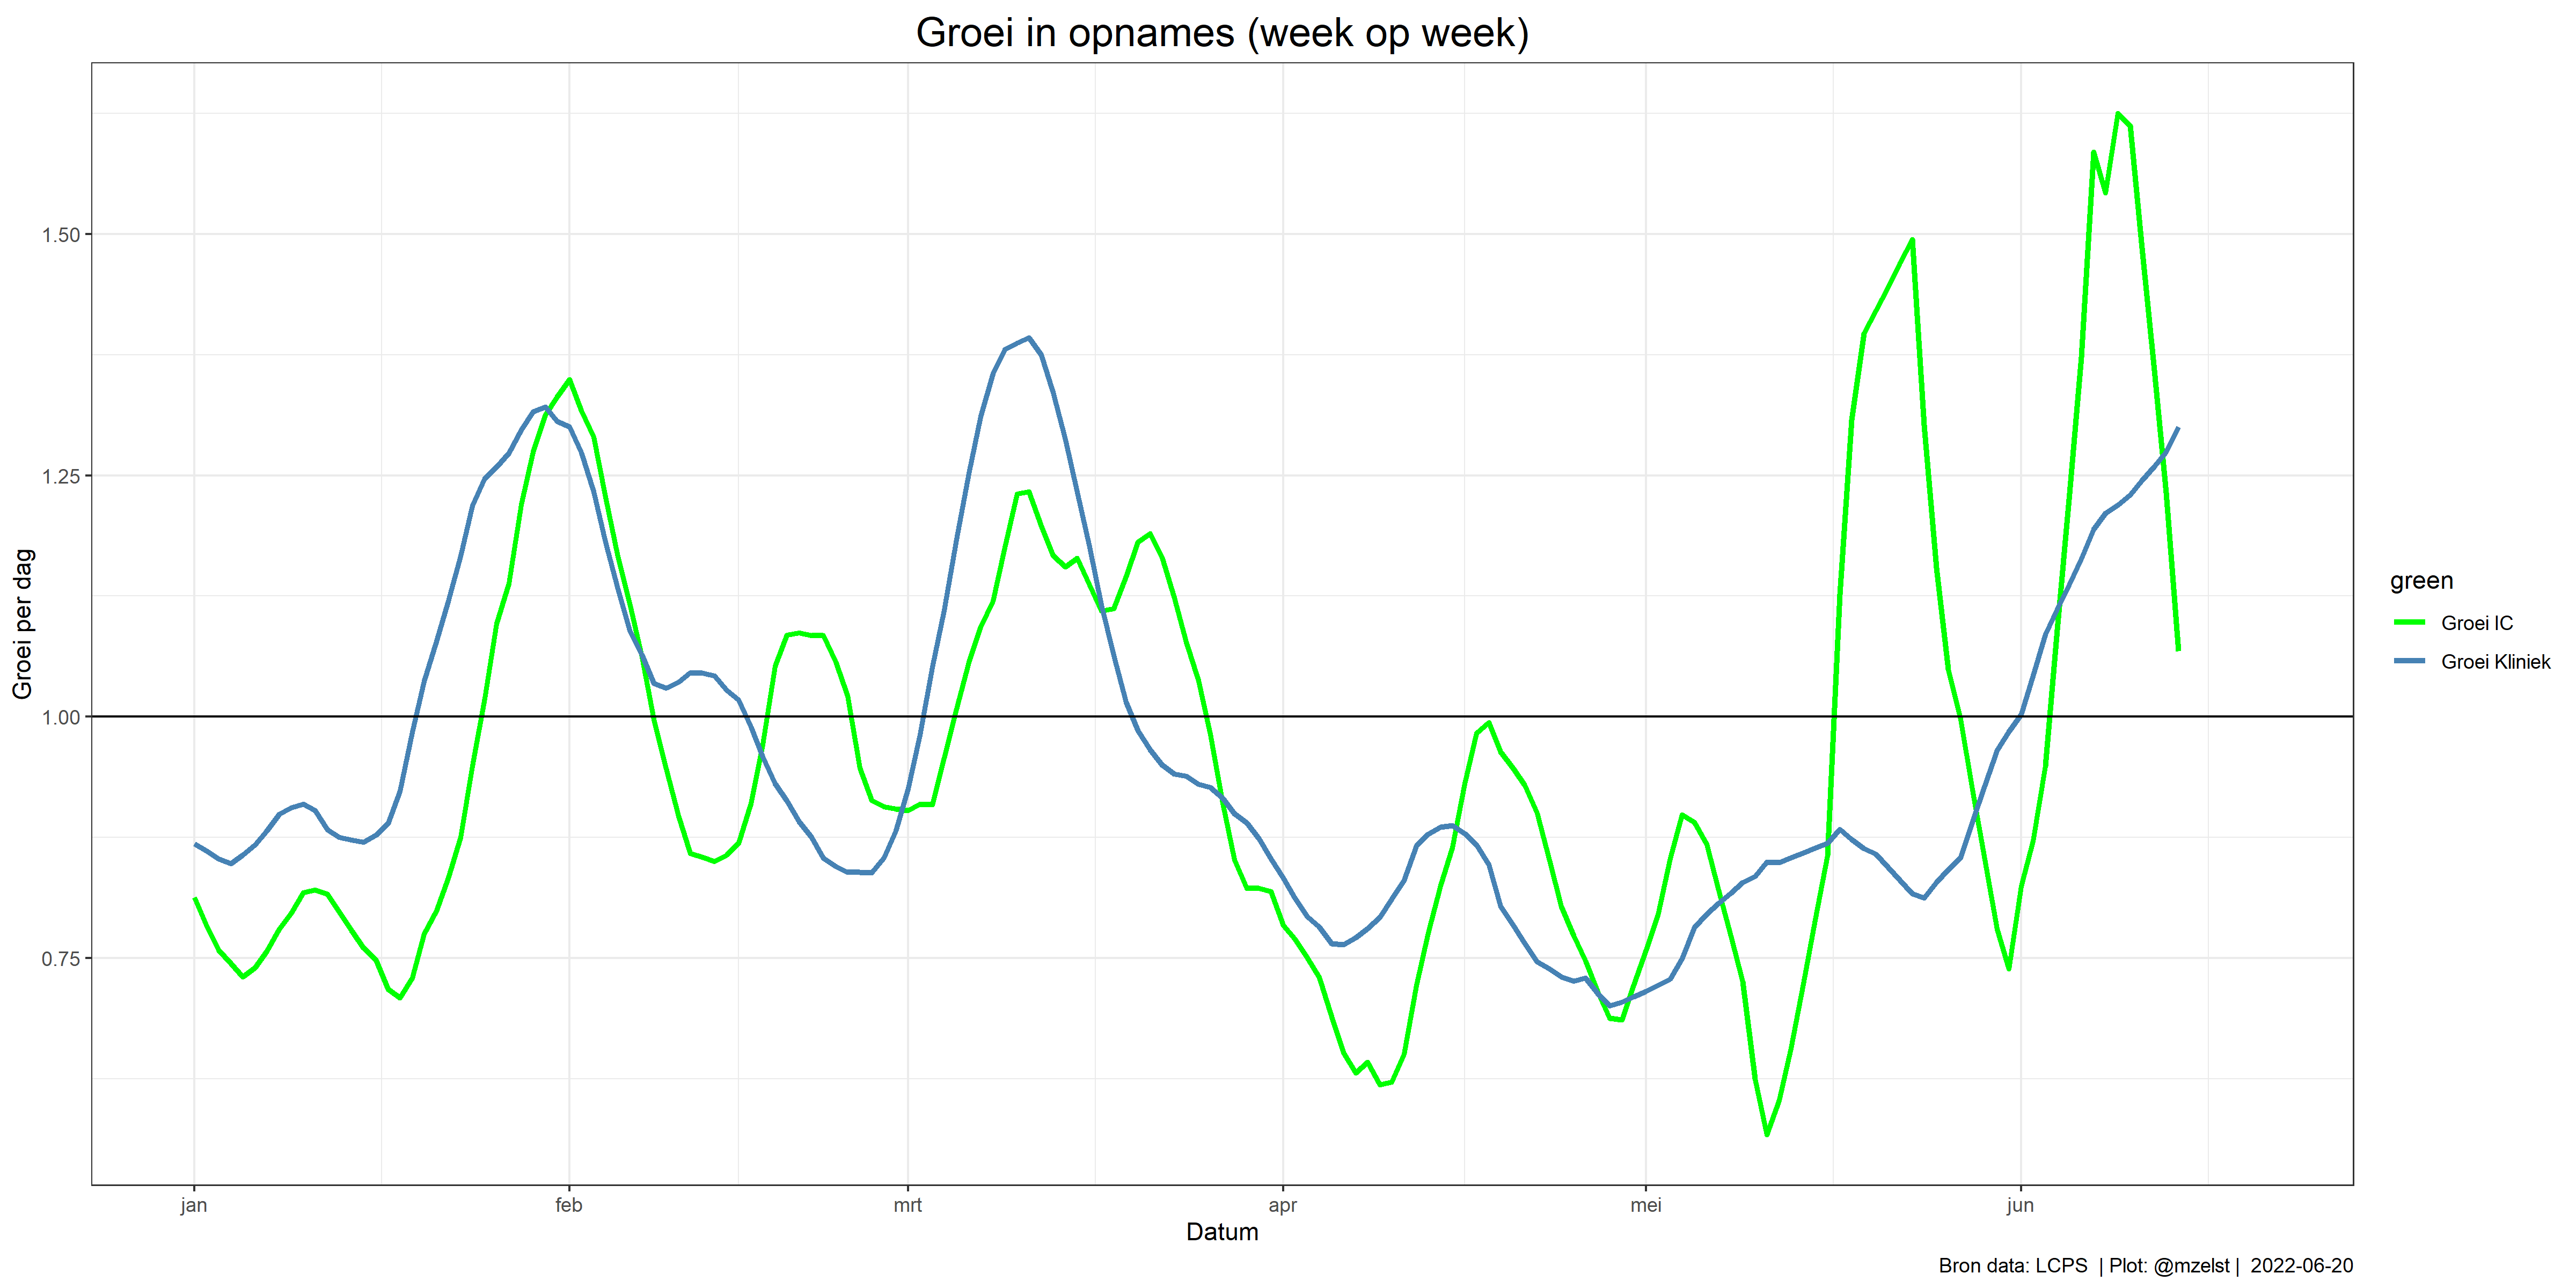 Groei in opnames (week op week)
Groei per dag
1.50
1.25
1.00
0.75
jan feb mrt apr mei jun
Datum
green
Groei IC
Groei Kliniek
Bron data: LCPS | Plot: @mzelst | 2022-06-20